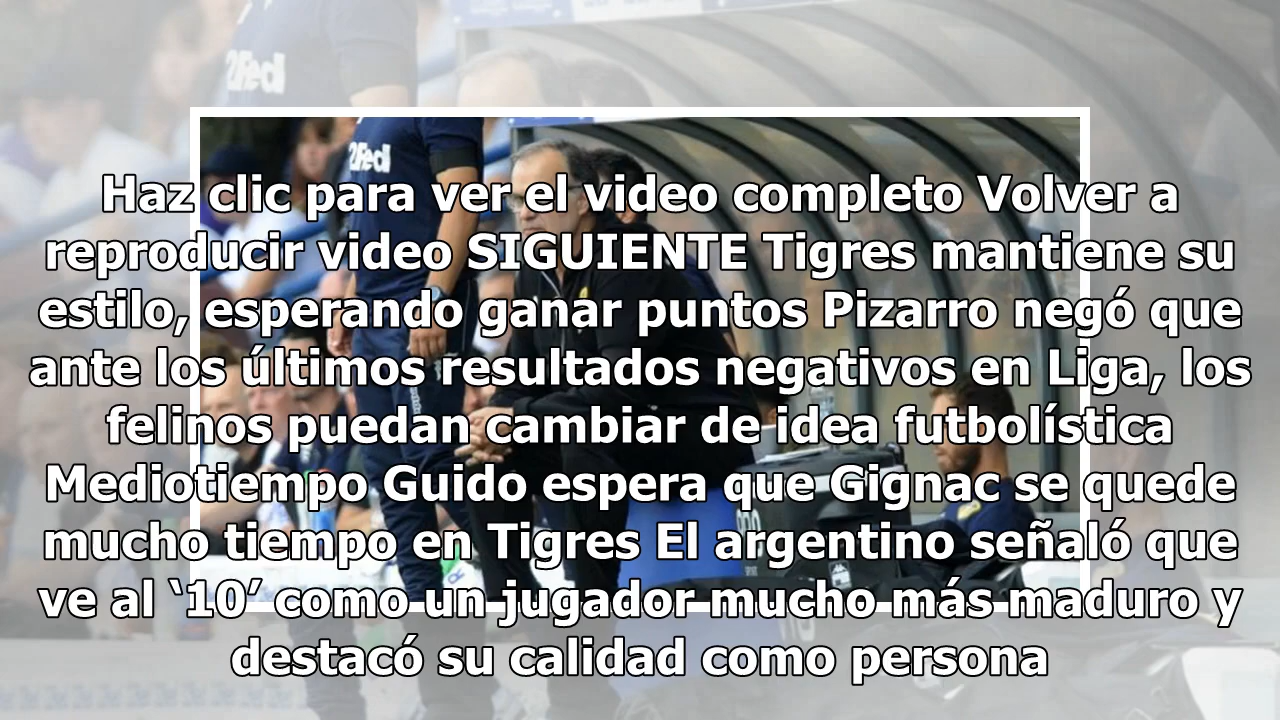 2Fed
2Fed
Haz clic para ver el video completo Volver a
reproducir video SIGUIENTE Tigres mantiene su
estilo, esperando ganar puntos Pizarro negó que
ante los últimos resultados negativos en Liga, los
felinos puedan cambiar de idea futbolística
Mediotiempo Guido espera que Gignac se quede
mucho tiempo en Tigres El argentino señaló que
ve al ‘10’ como un jugador mucho más maduro y
destacó su calidad como persona